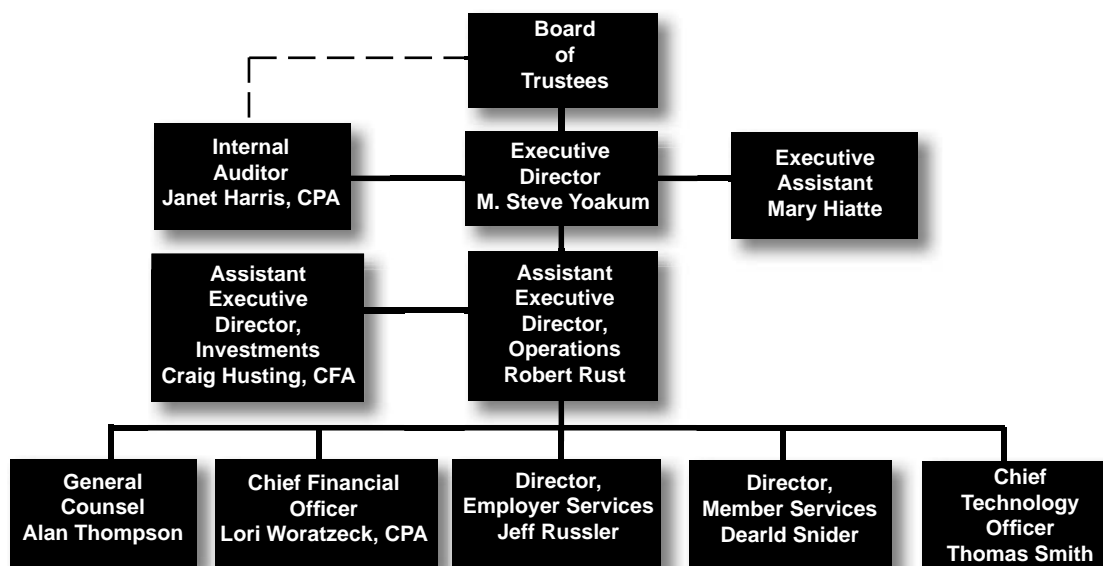 Board
of
Trustees
Internal
Auditor
Janet Harris, CPA
Executive
Director
M. Steve Yoakum
Executive
Assistant
Mary Hiatte
Assistant
Executive
Director,
Investments
Craig Husting, CFA
Assistant
Executive
Director,
Operations
Robert Rust
General
Counsel
Alan Thompson
Chief Financial
Officer
Lori Woratzeck, CPA
Director,
Employer Services
Jeff Russler
Director,
Member Services
Dearld Snider
Chief
Technology
Officer
Thomas Smith